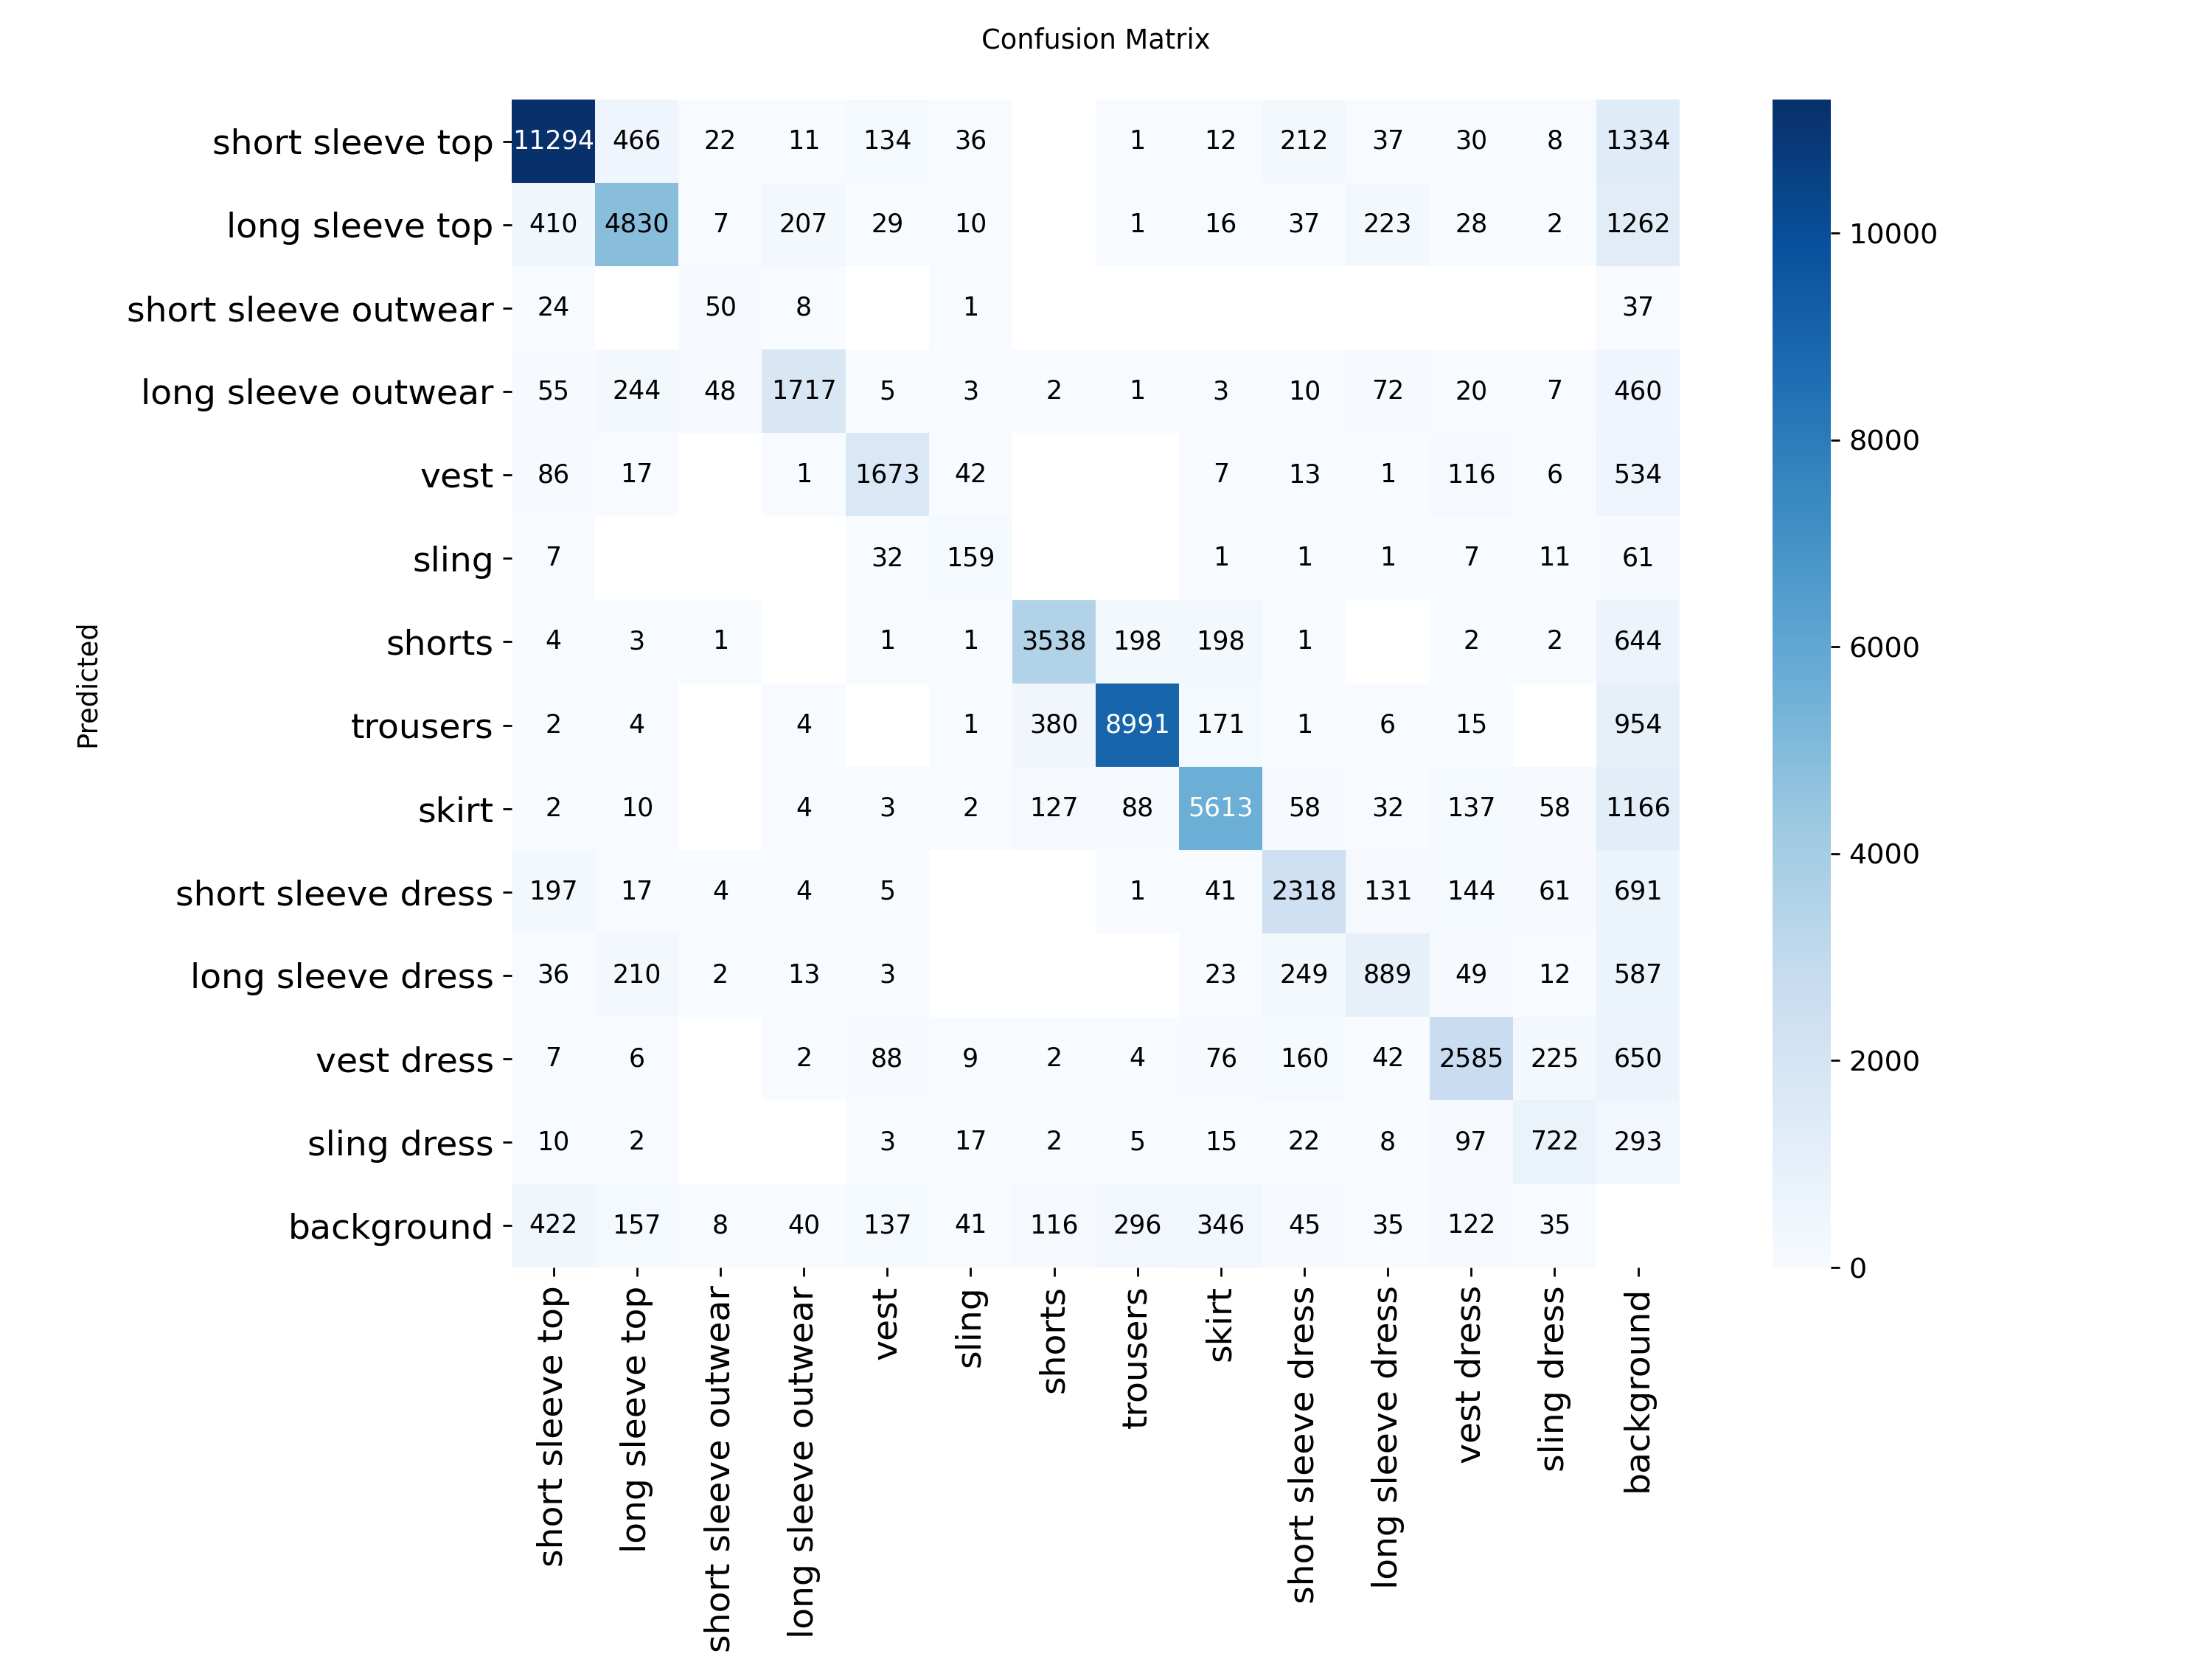 Confusion Matrix
short sleeve top 11294 466 22 11 134 36 1 12 212 37 30 8 1334
long sleeve top 410 4830 7 207 29 10 1 16 37 223 28 2 1262
short sleeve outwear 24 50 8 1 37
long sleeve outwear 55 244 48 1717 5 3 2 1 3 10 72 20 7 460
vest 86 17 1 1673 42 7 13 1 116 6 534
sling 7 32 159 1 1 1 7 11 61
shorts 4 3 1 1 1 3538 198 198 1 2 2 644
trousers 2 4 4 1 380 8991 171 1 6 15 954
skirt 2 10 4 3 2 127 88 5613 58 32 137 58 1166
short sleeve dress 197 17 4 4 5 1 41 2318 131 144 61 691
long sleeve dress 36 210 2 13 3 23 249 889 49 12 587
vest dress 7 6 2 88 9 2 4 76 160 42 2585 225 650
sling dress 10 2 3 17 2 5 15 22 8 97 722 293
background 422 157 8 40 137 41 116 296 346 45 35 122 35
Predicted
short sleeve top
long sleeve top
short sleeve outwear
long sleeve outwear
vest
sling
shorts
trousers
skirt
short sleeve dress
long sleeve dress
vest dress
sling dress
background
10000
8000
6000
4000
2000
0